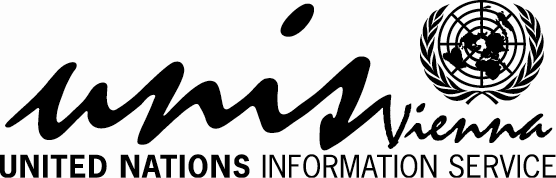 unis Vienna
UNITED NATIONS INFORMATION SERVICE